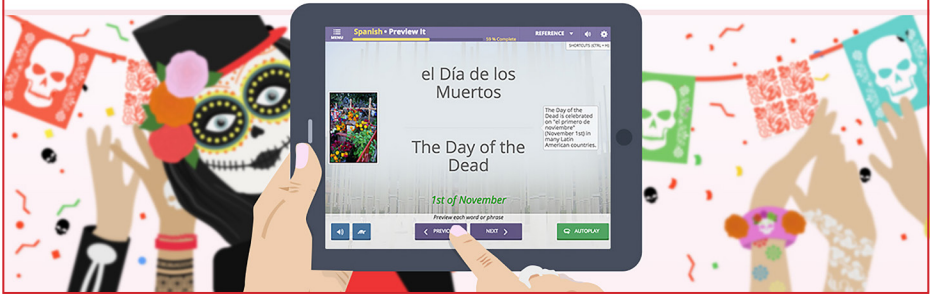 Spanish • Preview It
MENU
59 % Complete
REFERENCE
SHORTCUTS (CTRL + H)
el Día de los
Muertos
The Day of the
Dead is celebrated
on "el primero de
noviembre"
(November 1st) in
many Latin
American countries.
The Day of the
Dead
1st of November
Preview each word or phrase
PREVIO
NEXT
AUTOPLAY